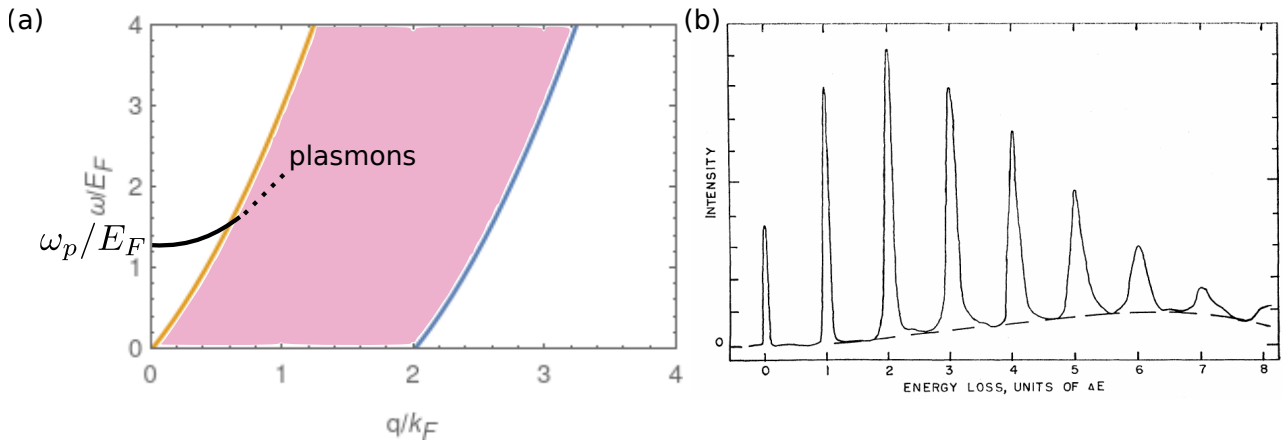 (a)
4
3
2
1
0
ω/E_F
ω_p/E_F
plasmons
0 1 2 3 4
q/k_F
(b)
INTENSITY
0
0 1 2 3 4 5 6 7 8
ENERGY LOSS, UNITS OF ΔE